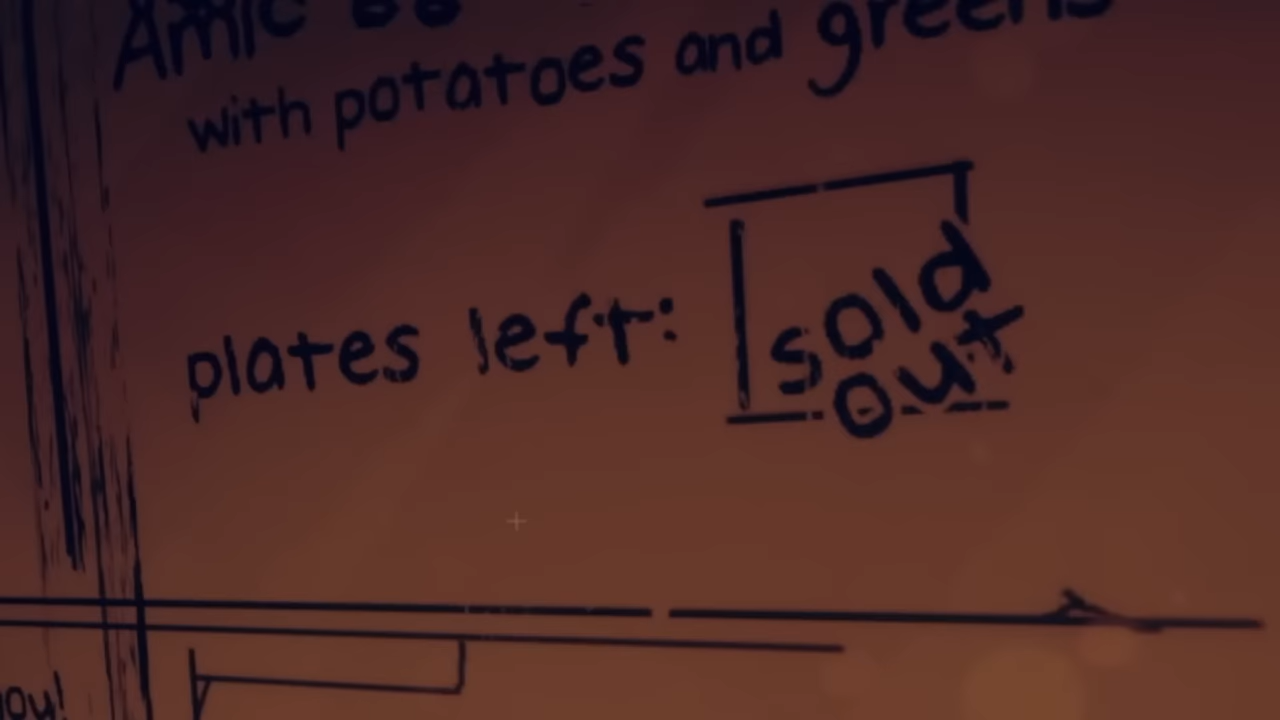 with potatoes and greens
plates left: sold
out